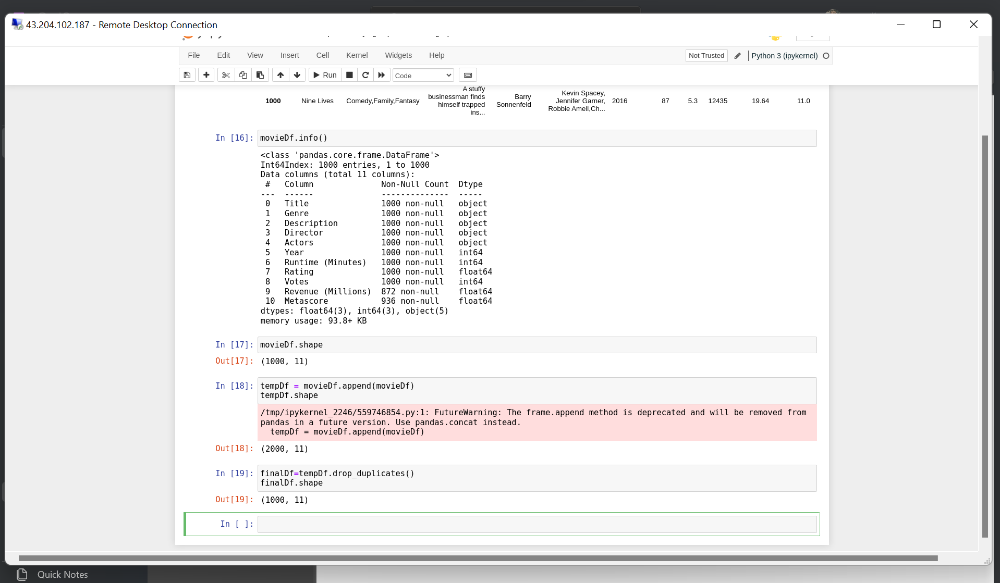 43.204.102.187 - Remote Desktop Connection
File Edit View Insert Cell Kernel Widgets Help
Not Trusted Python 3 (ipykernel)
Run Code
A stuffy
businessman finds
himself trapped
ins...
Barry
Sonnenfeld
Kevin Spacey,
Jennifer Garner,
Robbie Amell,Ch...
1000 Nine Lives Comedy,Family,Fantasy 2016 87 5.3 12435 19.64 11.0
In [16]: movieDf.info()
<class 'pandas.core.frame.DataFrame'>
Int64Index: 1000 entries, 1 to 1000
Data columns (total 11 columns):
 #   Column              Non-Null Count  Dtype
---  ------              --------------  -----
 0   Title               1000 non-null   object
 1   Genre               1000 non-null   object
 2   Description         1000 non-null   object
 3   Director            1000 non-null   object
 4   Actors              1000 non-null   object
 5   Year                1000 non-null   int64
 6   Runtime (Minutes)   1000 non-null   int64
 7   Rating              1000 non-null   float64
 8   Votes               1000 non-null   int64
 9   Revenue (Millions)  872 non-null    float64
 10  Metascore           936 non-null    float64
dtypes: float64(3), int64(3), object(5)
memory usage: 93.8+ KB
In [17]: movieDf.shape
Out[17]: (1000, 11)
In [18]: tempDf = movieDf.append(movieDf)
tempDf.shape
/tmp/ipykernel_2246/559746854.py:1: FutureWarning: The frame.append method is deprecated and will be removed from
pandas in a future version. Use pandas.concat instead.
  tempDf = movieDf.append(movieDf)
Out[18]: (2000, 11)
In [19]: finalDf=tempDf.drop_duplicates()
finalDf.shape
Out[19]: (1000, 11)
In [ ]:
Quick Notes